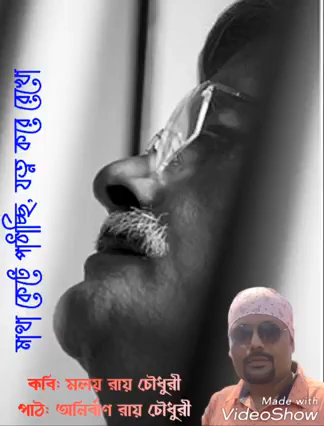 মাথা কেটে পাঠাচ্ছি, যত্ন করে রেখো
কবি: মলয় রায় চৌধুরী
পাঠ: অনির্বাণ রায় চৌধুরী
Made with
VideoShow